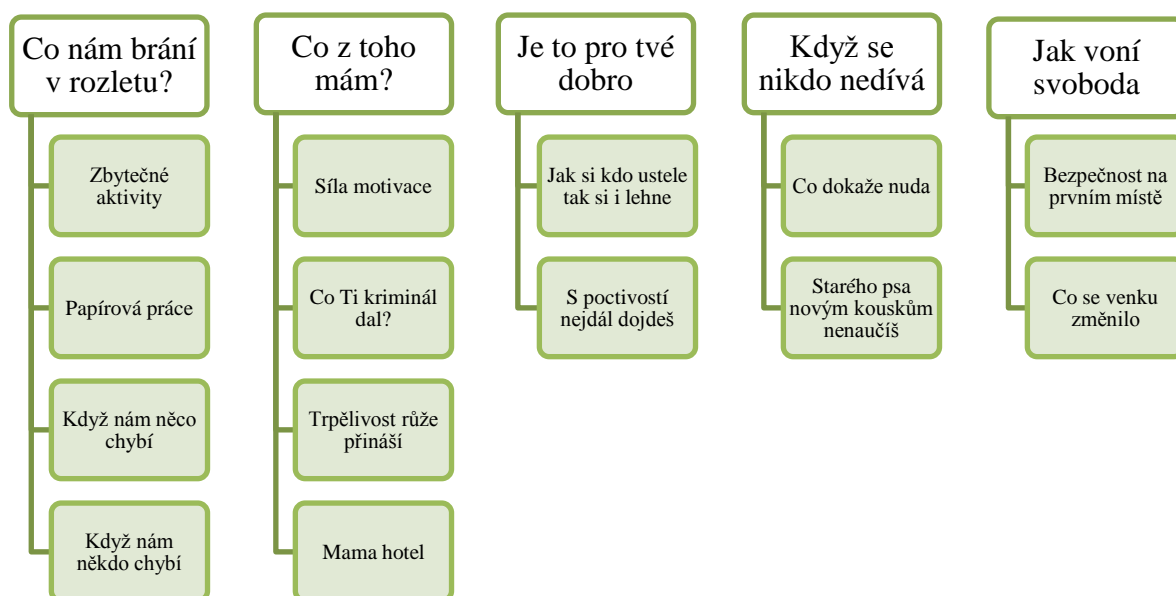 Co nám brání
v rozletu?
Zbytečné
aktivity
Papírová práce
Když nám něco
chybí
Když nám
někdo chybí
Co z toho
mám?
Síla motivace
Co Ti kriminál
dal?
Trpělivost růže
přináší
Mama hotel
Je to pro tvé
dobro
Jak si kdo ustele
tak si i lehne
S poctivostí
nejdál dojdeš
Když se
nikdo nedívá
Co dokaže nuda
Starého psa
novým kouskům
nenaučíš
Jak voní
svoboda
Bezpečnost na
prvním místě
Co se venku
změnilo